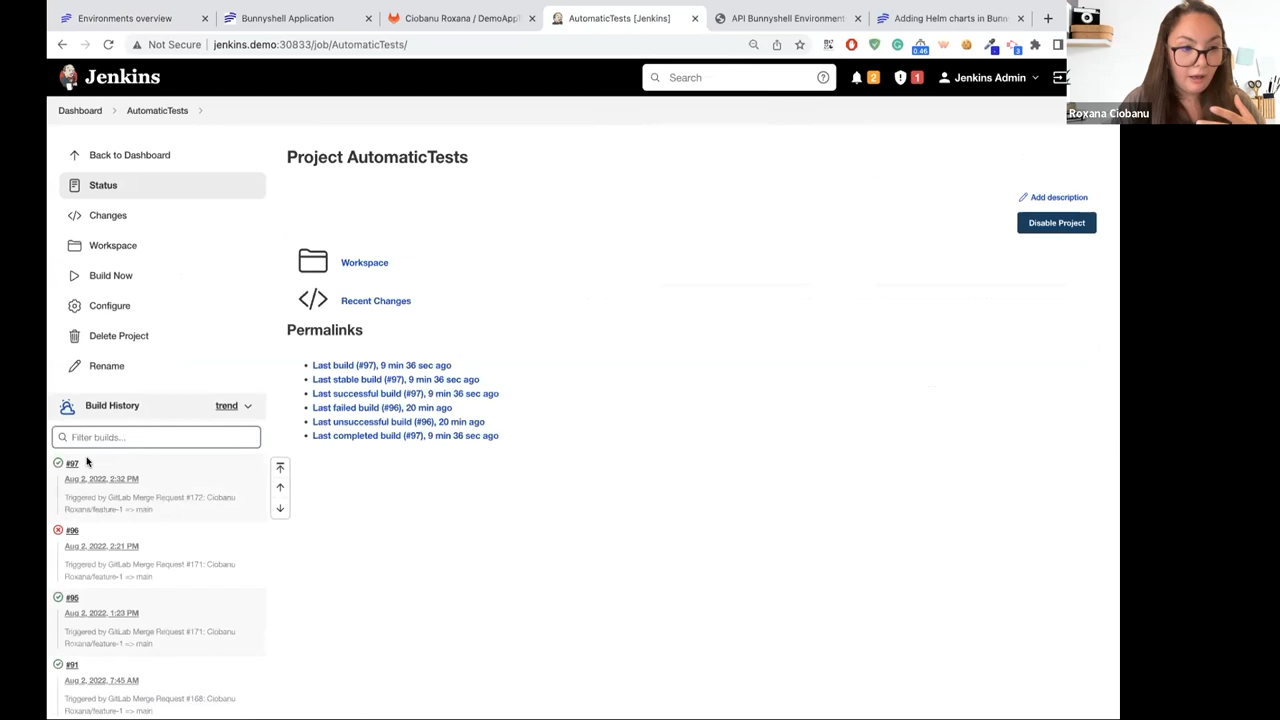 Environments overview
Bunnyshell Application
Ciobanu Roxana / DemoAppl
AutomaticTests [Jenkins]
API Bunnyshell Environment
Adding Helm charts in Bunn
Not Secure
jenkins.demo:30833/job/AutomaticTests/
0.46
3
Roxana Ciobanu
Jenkins
Search
2
1
Jenkins Admin
Dashboard
AutomaticTests
Back to Dashboard
Status
Changes
Workspace
Build Now
Configure
Delete Project
Rename
Project AutomaticTests
Add description
Disable Project
Workspace
Recent Changes
Permalinks
• Last build (#97), 9 min 36 sec ago
• Last stable build (#97), 9 min 36 sec ago
• Last successful build (#97), 9 min 36 sec ago
• Last failed build (#96), 20 min ago
• Last unsuccessful build (#96), 20 min ago
• Last completed build (#97), 9 min 36 sec ago
Build History
trend
Filter builds...
#97
Aug 2, 2022, 2:32 PM
Triggered by GitLab Merge Request #172: Ciobanu
Roxana/feature-1 => main
#96
Aug 2, 2022, 2:21 PM
Triggered by GitLab Merge Request #171: Ciobanu
Roxana/feature-1 => main
#95
Aug 2, 2022, 1:23 PM
Triggered by GitLab Merge Request #171: Ciobanu
Roxana/feature-1 => main
#91
Aug 2, 2022, 7:45 AM
Triggered by GitLab Merge Request #168: Ciobanu
Roxana/feature-1 => main